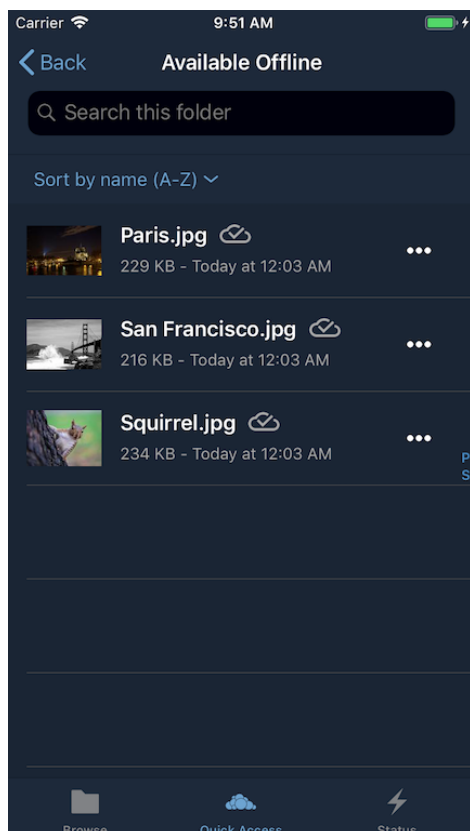 Carrier
9:51 AM
Back
Available Offline
Search this folder
Sort by name (A-Z)
Paris.jpg
229 KB - Today at 12:03 AM
San Francisco.jpg
216 KB - Today at 12:03 AM
Squirrel.jpg
234 KB - Today at 12:03 AM
P
S
Browse
Quick Access
Status